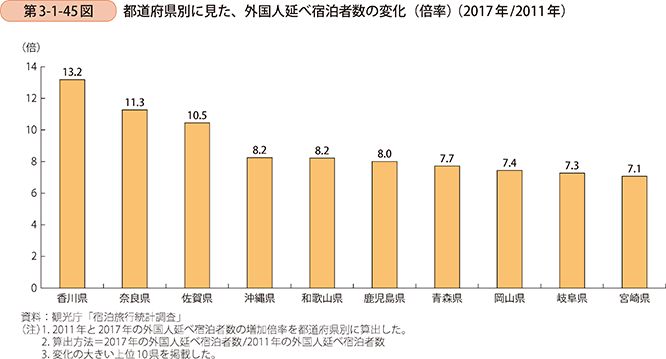 第3-1-45図 都道府県別に見た、外国人延べ宿泊者数の変化（倍率）（2017年/2011年）
（倍）
14
12
10
8
6
4
2
0
13.2
11.3
10.5
8.2
8.2
8.0
7.7
7.4
7.3
7.1
香川県 奈良県 佐賀県 沖縄県 和歌山県 鹿児島県 青森県 岡山県 岐阜県 宮崎県
資料：観光庁「宿泊旅行統計調査」
（注）1. 2011年と2017年の外国人延べ宿泊者数の増加倍率を都道府県別に算出した。
2. 算出方法＝2017年の外国人延べ宿泊者数/2011年の外国人延べ宿泊者数
3. 変化の大きい上位10県を掲載した。